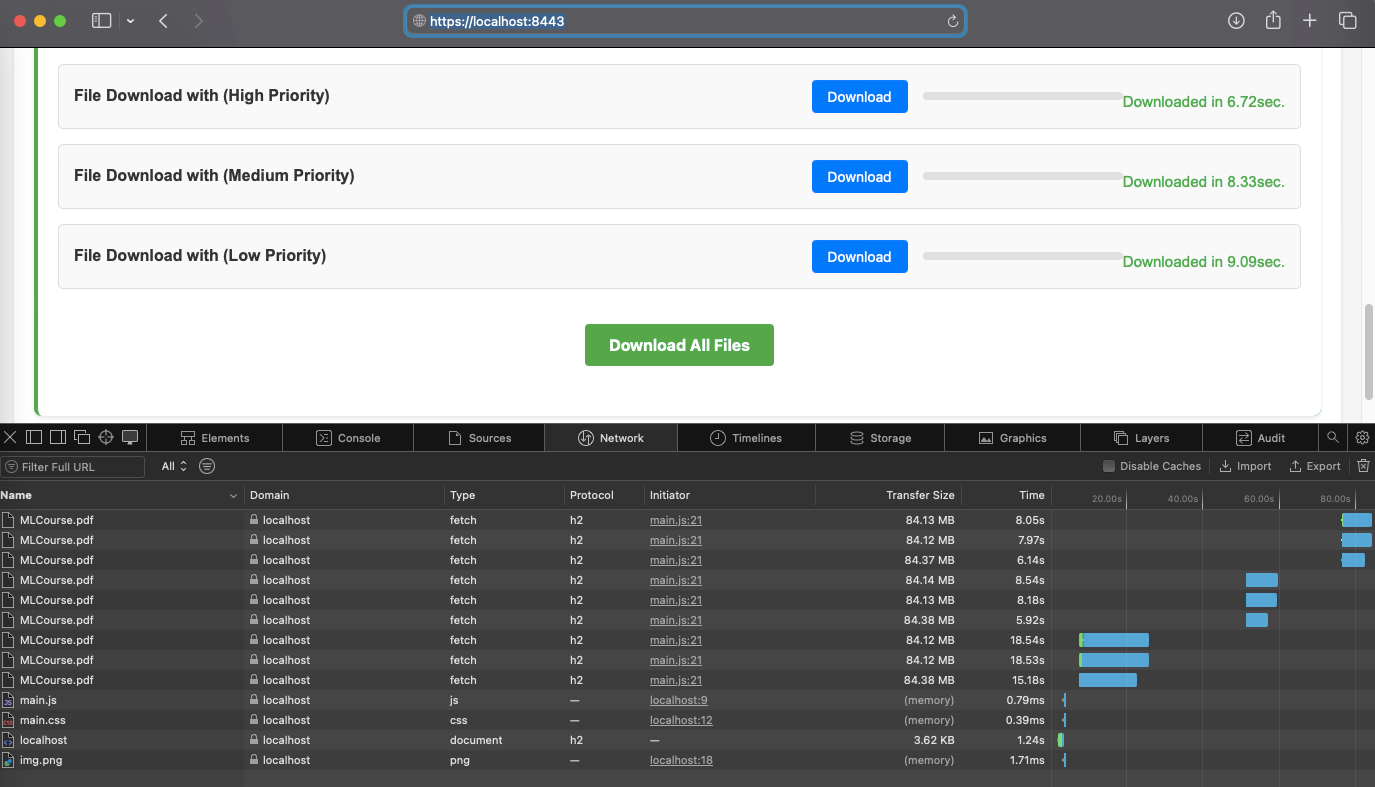 https://localhost:8443
File Download with (High Priority) Download Downloaded in 6.72sec.
File Download with (Medium Priority) Download Downloaded in 8.33sec.
File Download with (Low Priority) Download Downloaded in 9.09sec.
Download All Files
Elements Console Sources Network Timelines Storage Graphics Layers Audit
Filter Full URL All Disable Caches Import Export
Name Domain Type Protocol Initiator Transfer Size Time 20.00s 40.00s 60.00s 80.00s
MLCourse.pdf localhost fetch h2 main.js:21 84.13 MB 8.05s
MLCourse.pdf localhost fetch h2 main.js:21 84.12 MB 7.97s
MLCourse.pdf localhost fetch h2 main.js:21 84.37 MB 6.14s
MLCourse.pdf localhost fetch h2 main.js:21 84.14 MB 8.54s
MLCourse.pdf localhost fetch h2 main.js:21 84.13 MB 8.18s
MLCourse.pdf localhost fetch h2 main.js:21 84.38 MB 5.92s
MLCourse.pdf localhost fetch h2 main.js:21 84.12 MB 18.54s
MLCourse.pdf localhost fetch h2 main.js:21 84.12 MB 18.53s
MLCourse.pdf localhost fetch h2 main.js:21 84.38 MB 15.18s
main.js localhost js — localhost:9 (memory) 0.79ms
main.css localhost css — localhost:12 (memory) 0.39ms
localhost localhost document h2 — 3.62 KB 1.24s
img.png localhost png — localhost:18 (memory) 1.71ms